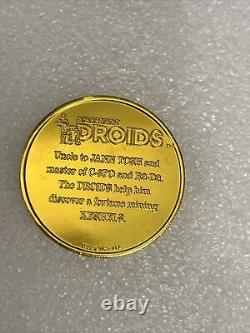 DROIDS
Uncle to JANN TOSH and
master of C-3PO and R2-D2.
The DROIDS help him
discover a fortune mining